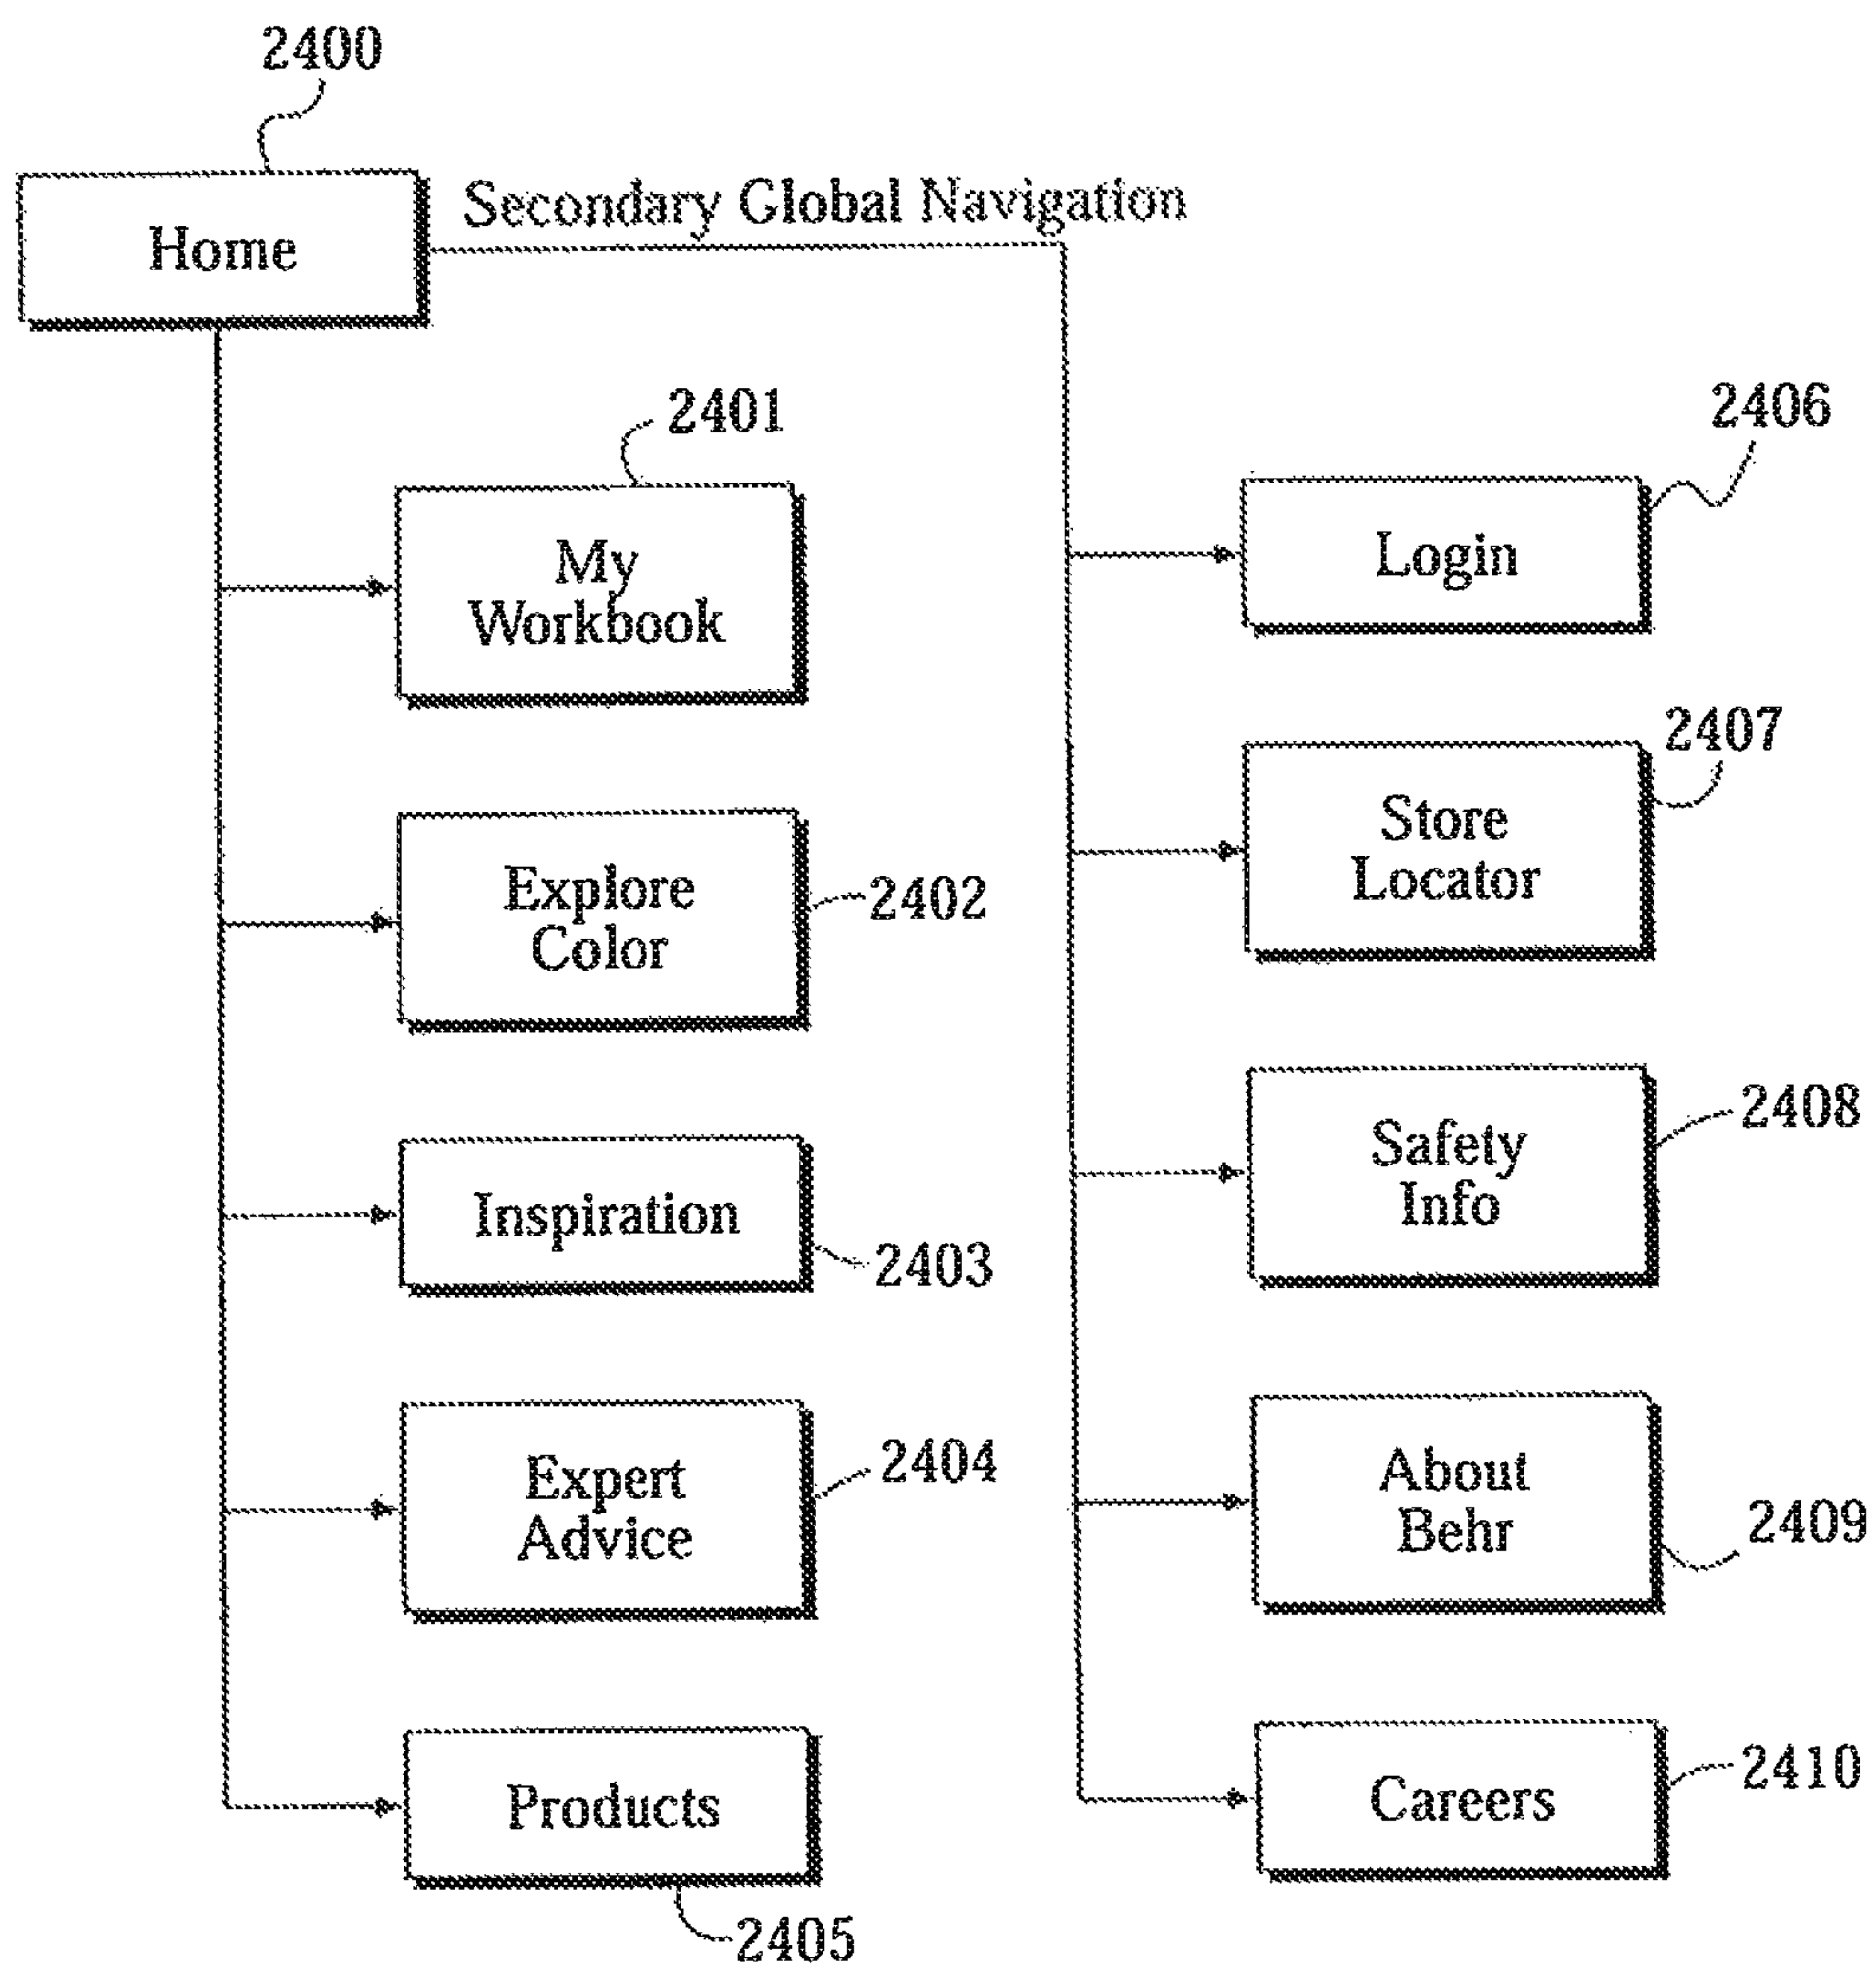 2400
Home
Secondary Global Navigation
2401
My
Workbook
Explore
Color
2402
Inspiration
2403
Expert
Advice
2404
Products
2405
2406
Login
2407
Store
Locator
2408
Safety
Info
About
Behr
2409
Careers
2410